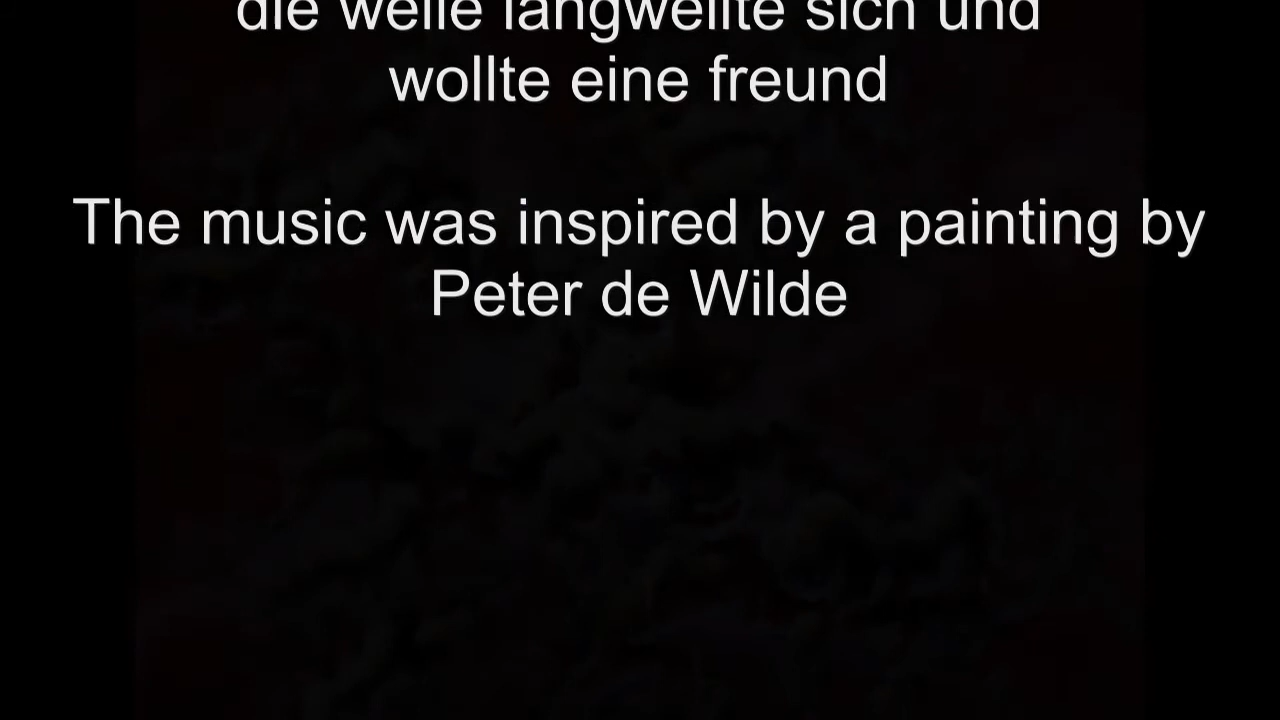 die welle langweilte sich und
wollte eine freund
The music was inspired by a painting by
Peter de Wilde